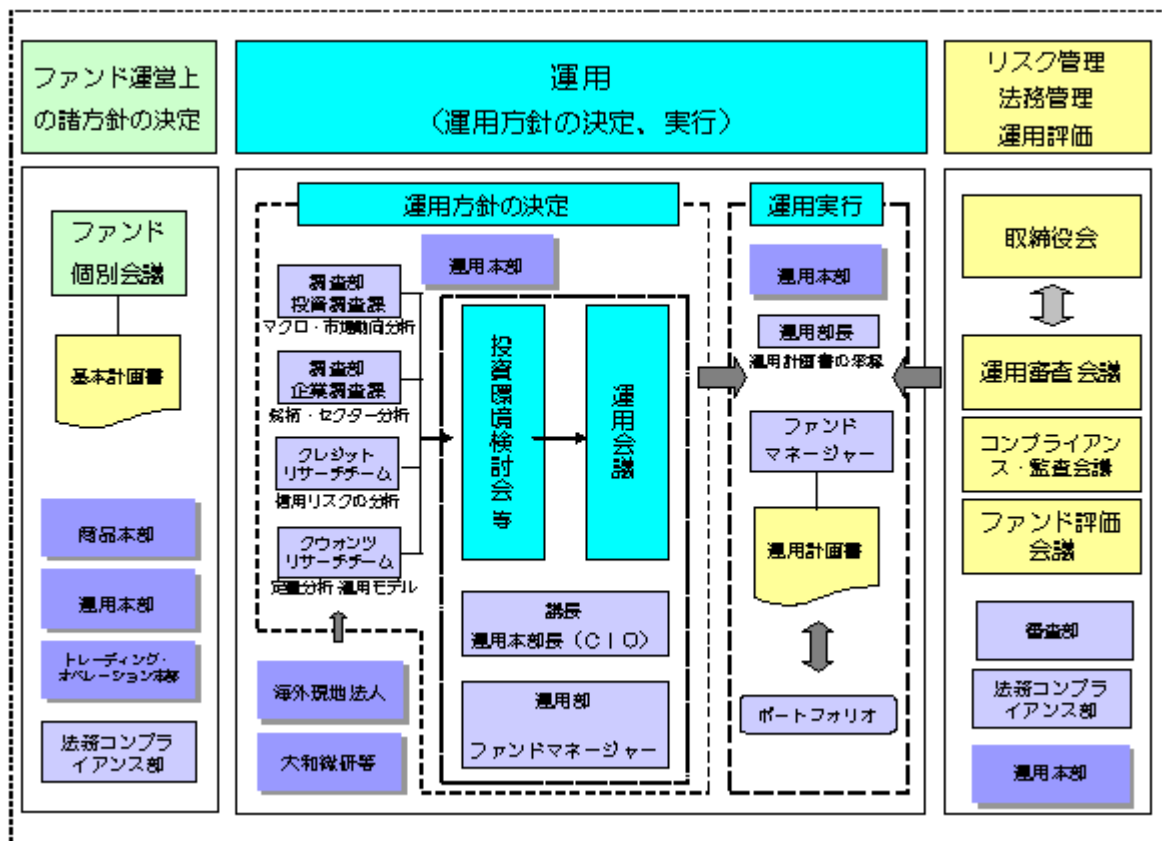 ファンド運営上
の諸方針の決定
運用
(運用方針の決定、実行)
リスク管理
法務管理
運用評価
ファンド
個別会議
基本計画書
商品本部
運用本部
トレーディング・
オペレーション本部
法務コンプラ
イアンス部
運用方針の決定
運用本部
調査部
投資調査課
マクロ・市場動向分析
調査部
企業調査課
銘柄・セクター分析
クレジット
リサーチチーム
信用リスクの分析
クウォンツ
リサーチチーム
定量分析 運用モデル
海外現地法人
大和総研等
投資環境検討会 等
運用会議
議長
運用本部長(CIO)
運用部
ファンドマネージャー
運用実行
運用本部
運用部長
運用計画書の承認
ファンド
マネージャー
運用計画書
ポートフォリオ
取締役会
運用審査会議
コンプライアン
ス・監査会議
ファンド評価
会議
審査部
法務コンプラ
イアンス部
運用本部